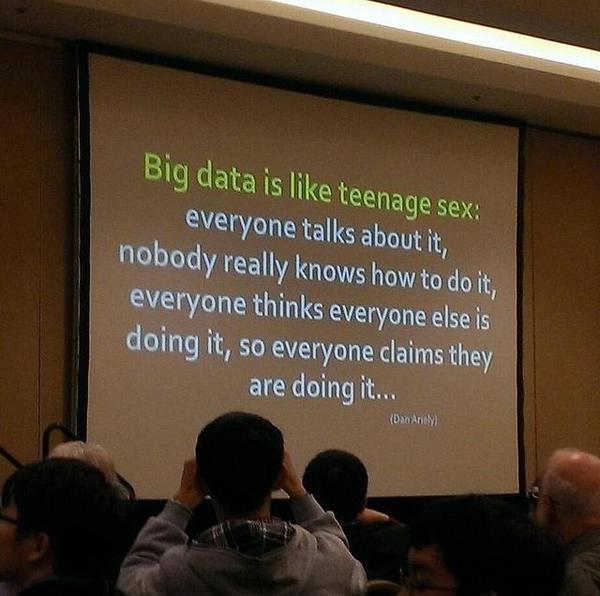 Big data is like teenage sex:
everyone talks about it,
nobody really knows how to do it,
everyone thinks everyone else is
doing it, so everyone claims they
are doing it...
(Dan Ariely)